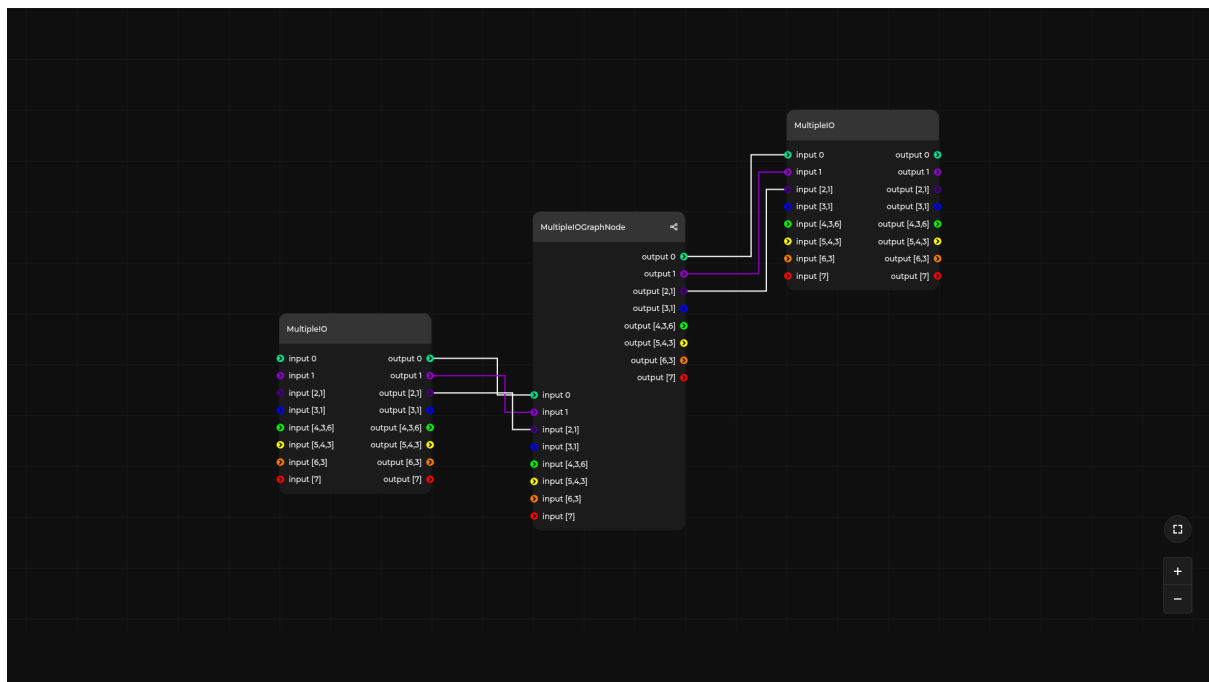 MultipleIO
input 0 output 0
input 1 output 1
input [2,1] output [2,1]
input [3,1] output [3,1]
input [4,3,6] output [4,3,6]
input [5,4,3] output [5,4,3]
input [6,3] output [6,3]
input [7] output [7]
MultipleIOGraphNode
output 0
output 1
output [2,1]
output [3,1]
output [4,3,6]
output [5,4,3]
output [6,3]
output [7]
input 0
input 1
input [2,1]
input [3,1]
input [4,3,6]
input [5,4,3]
input [6,3]
input [7]
MultipleIO
input 0 output 0
input 1 output 1
input [2,1] output [2,1]
input [3,1] output [3,1]
input [4,3,6] output [4,3,6]
input [5,4,3] output [5,4,3]
input [6,3] output [6,3]
input [7] output [7]
+
−